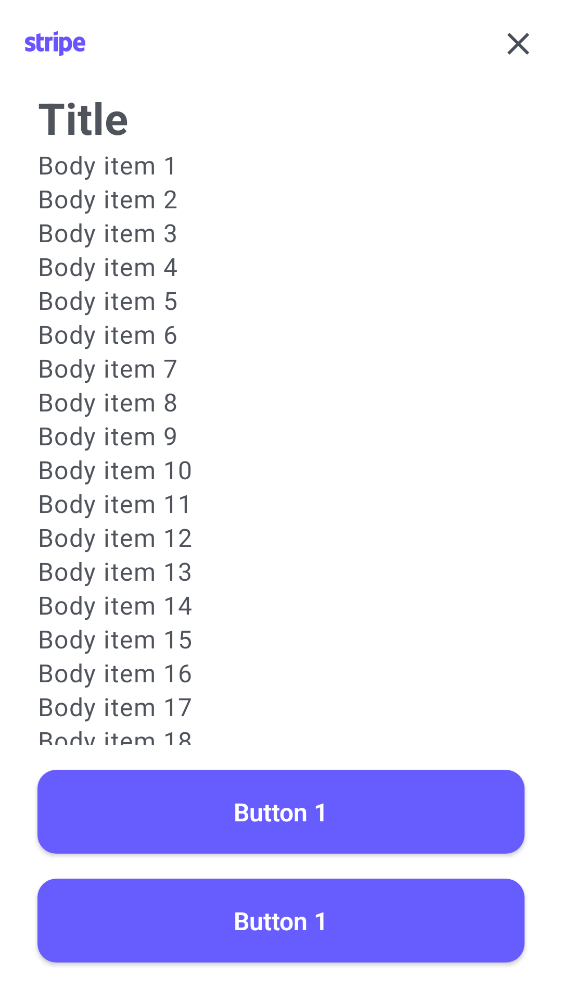 stripe
Title
Body item 1
Body item 2
Body item 3
Body item 4
Body item 5
Body item 6
Body item 7
Body item 8
Body item 9
Body item 10
Body item 11
Body item 12
Body item 13
Body item 14
Body item 15
Body item 16
Body item 17
Body item 18
Button 1
Button 1